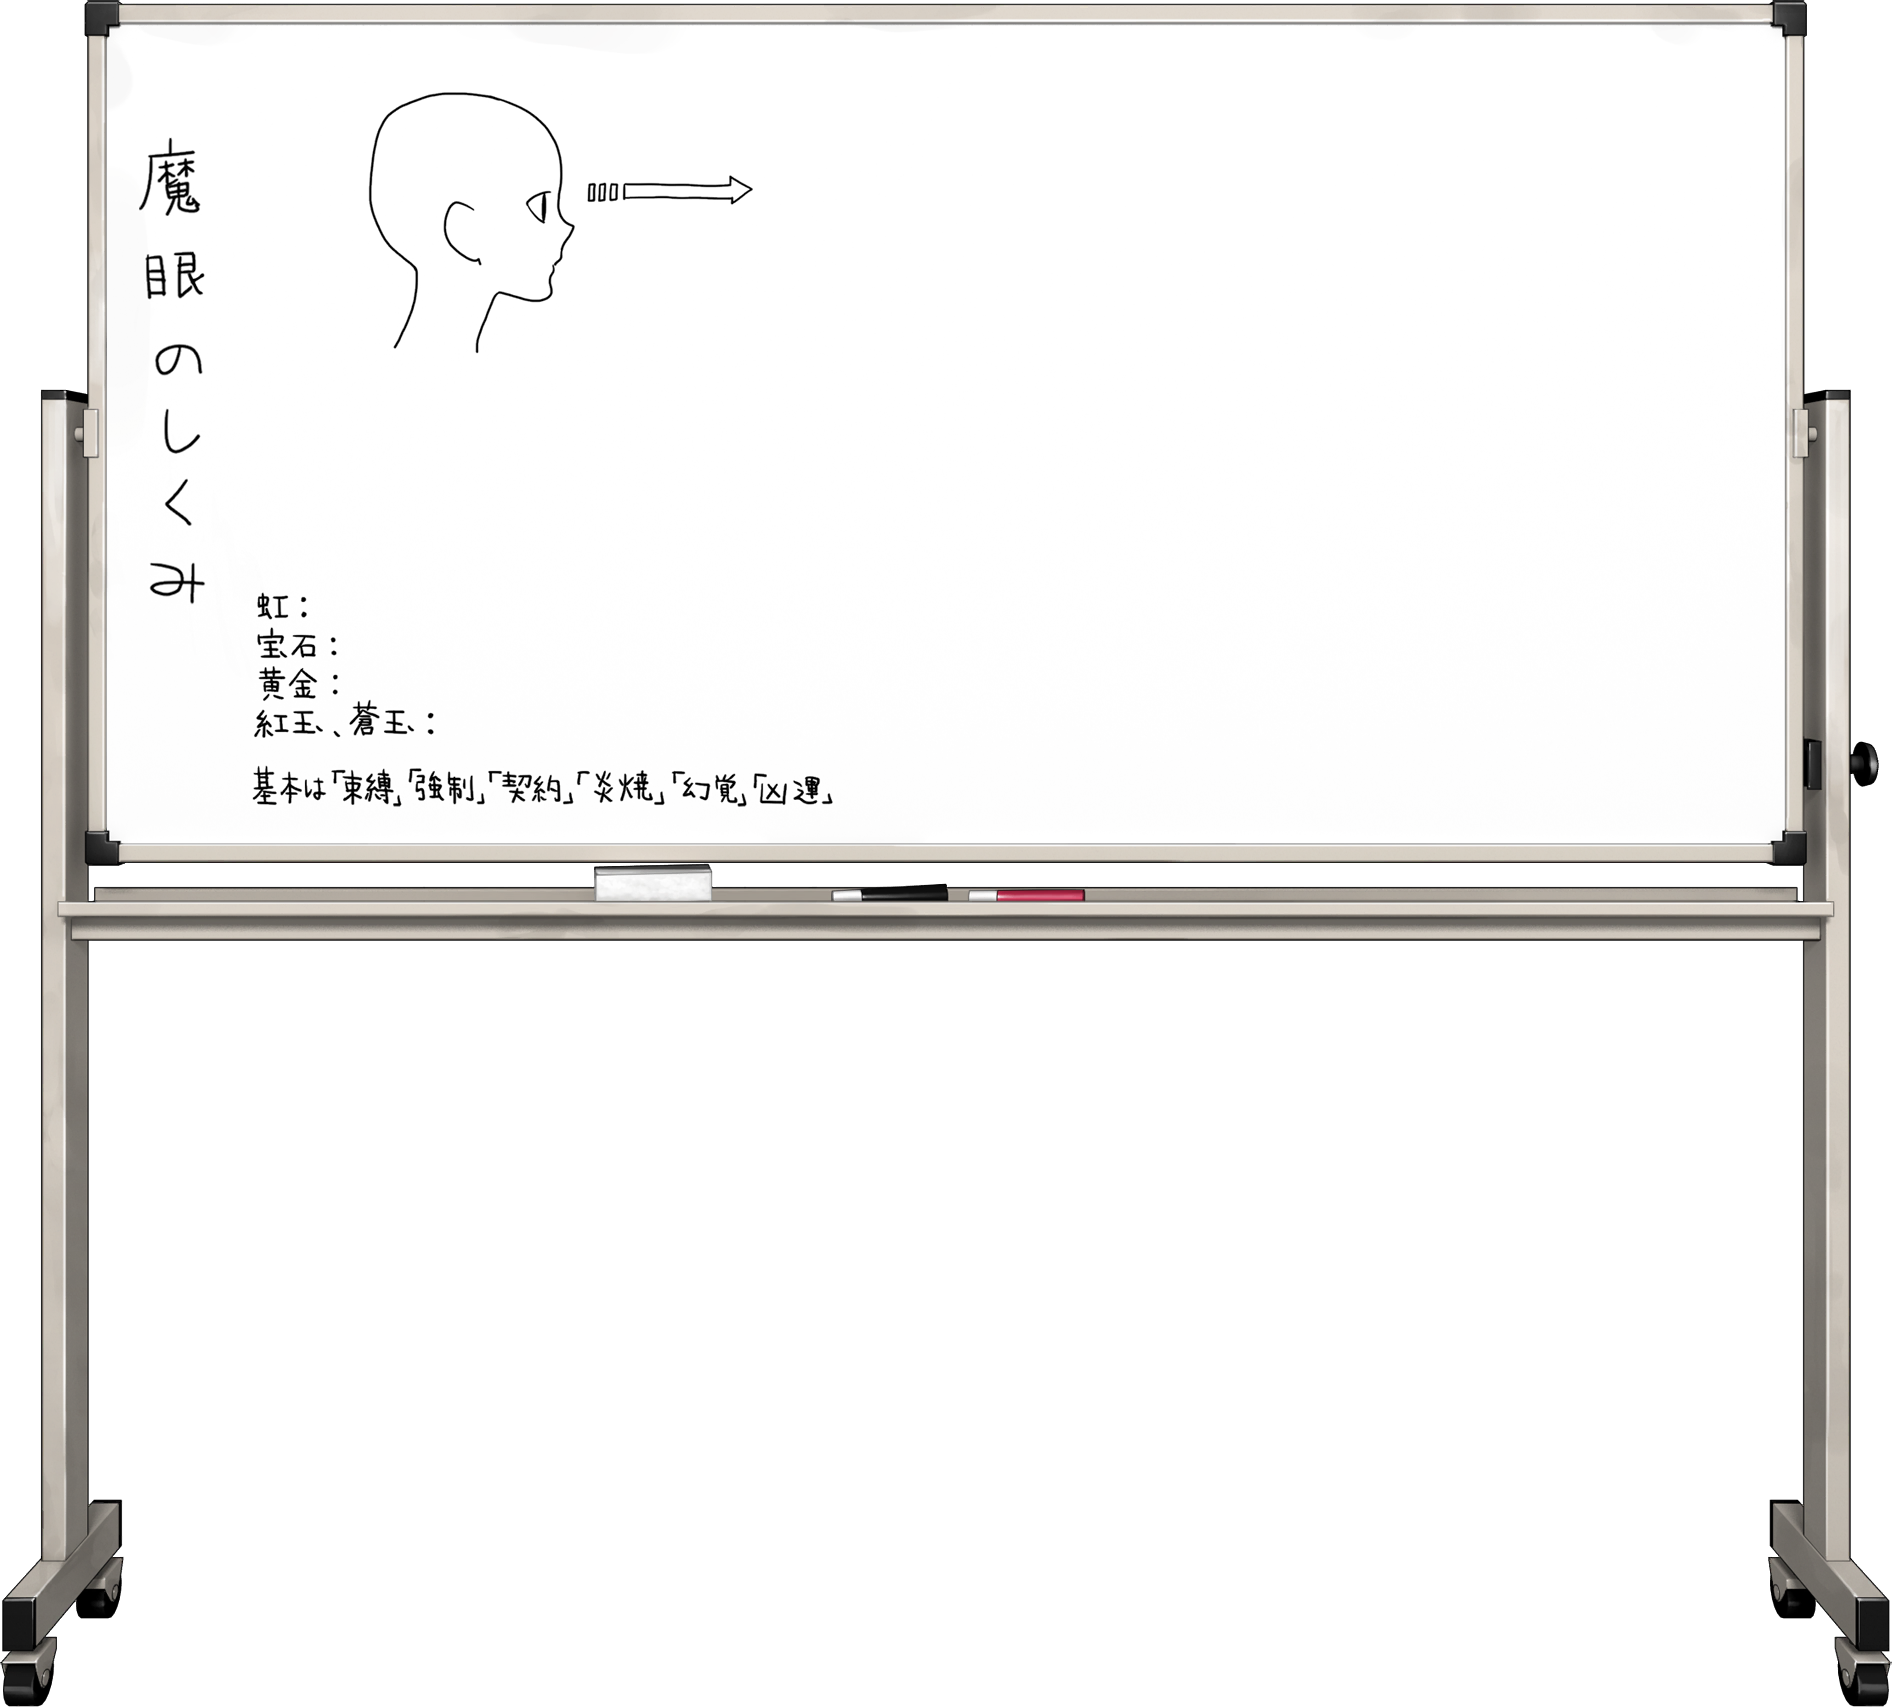 魔眼のしくみ
虹：
宝石：
黄金：
紅玉、蒼玉：
基本は「束縛」「強制」「契約」「炎焼」「幻覚」「凶運」